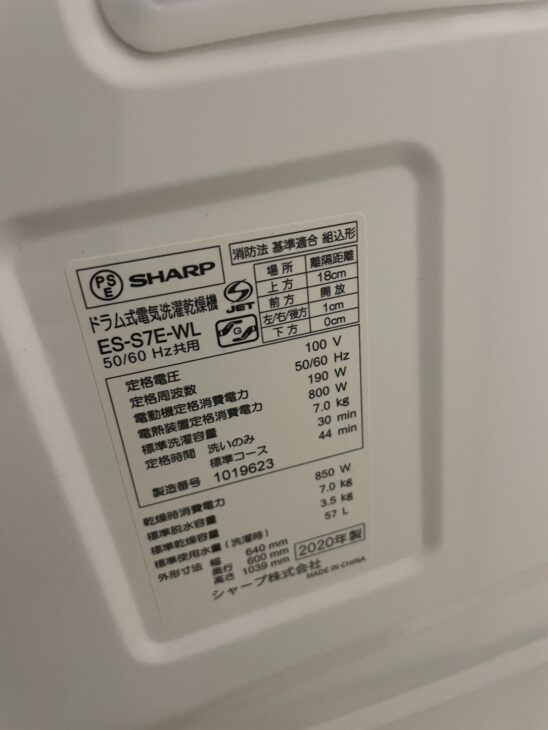 PSE SHARP
消防法 基準適合 組込形
場所 離隔距離
上方 18cm
前方 開放
左/右/後方 1cm
下方 0cm
ドラム式電気洗濯乾燥機
ES-S7E-WL
50/60 Hz共用
S JET
定格電圧 100 V
定格周波数 50/60 Hz
電動機定格消費電力 190 W
電熱装置定格消費電力 800 W
標準洗濯容量 7.0 kg
定格時間 洗いのみ 30 min
標準コース 44 min
製造番号 1019623
乾燥時消費電力 850 W
標準脱水容量 7.0 kg
標準乾燥容量 3.5 kg
標準使用水量(洗濯時) 57 L
外形寸法 幅 640 mm
奥行 600 mm
高さ 1039 mm
2020年製
シャープ株式会社 MADE IN CHINA